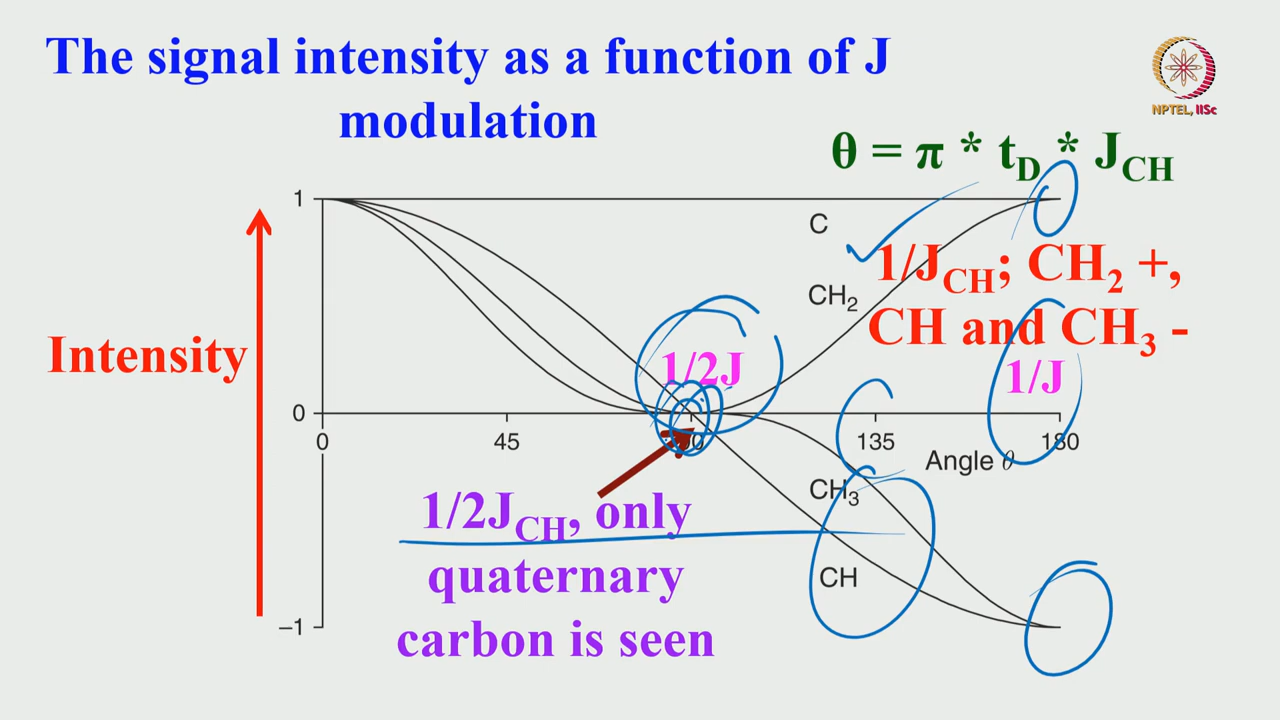 The signal intensity as a function of J
modulation
NPTEL, IISc
θ = π * tD * JCH
1
C
1/JCH; CH2 +,
CH2
CH and CH3 -
Intensity
1/2J
1/J
0
0
45
90
135
180
Angle θ
CH3
1/2JCH, only
quaternary
CH
carbon is seen
–1